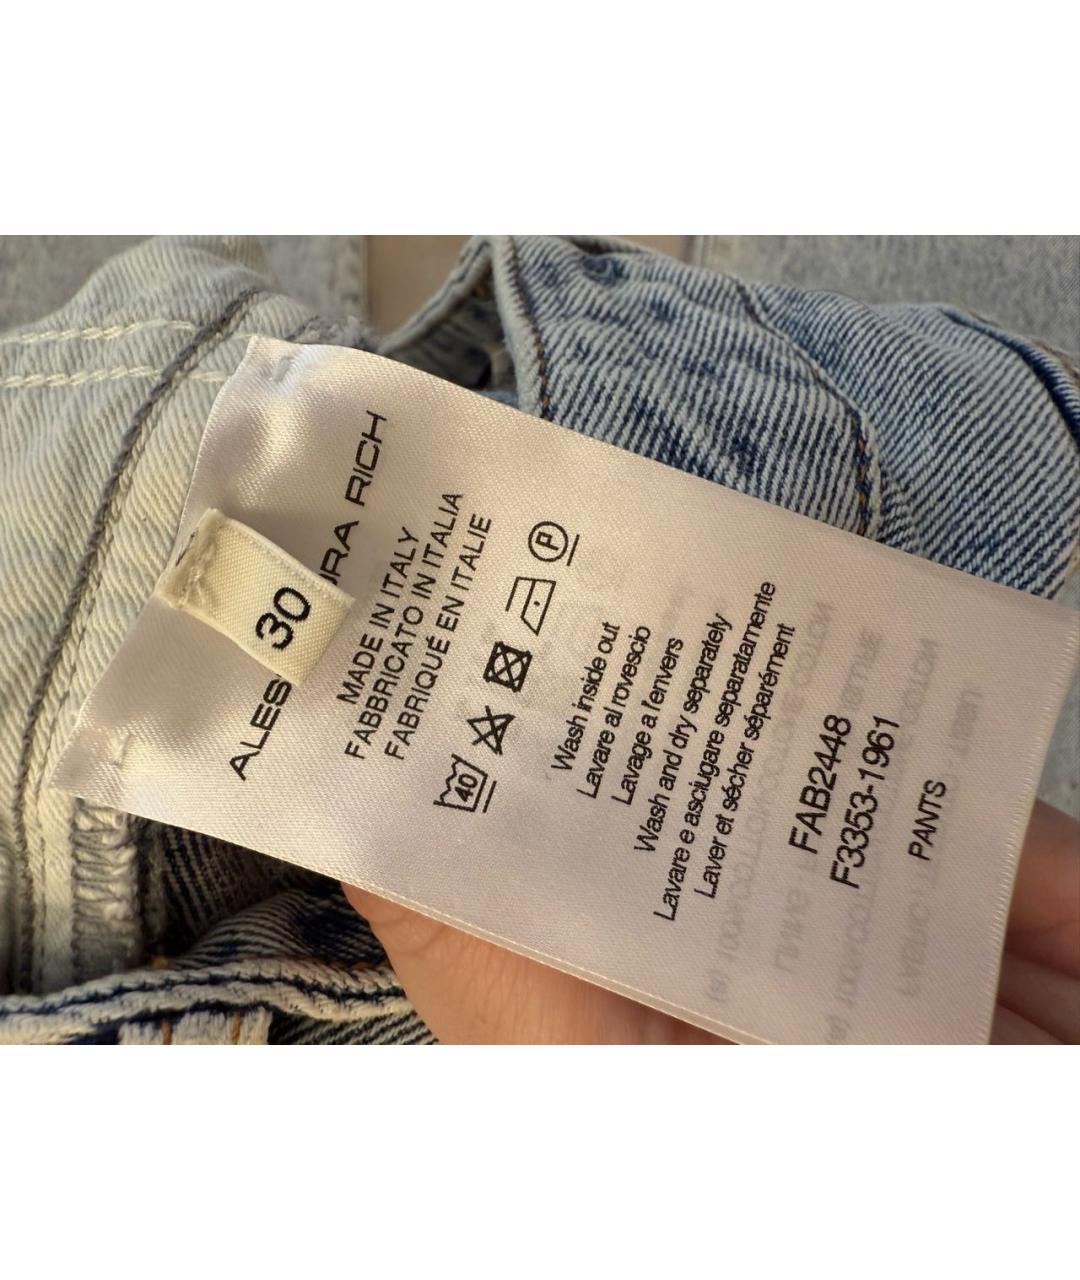 ALES RA RICH
30
MADE IN ITALY
FABBRICATO IN ITALIA
FABRIQUÉ EN ITALIE
40
P
Wash inside out
Lavare al rovescio
Lavage a l'envers
Wash and dry separately
Lavare e asciugare separatamente
Laver et sécher séparément
FAB2448
F3353-1961
PANTS